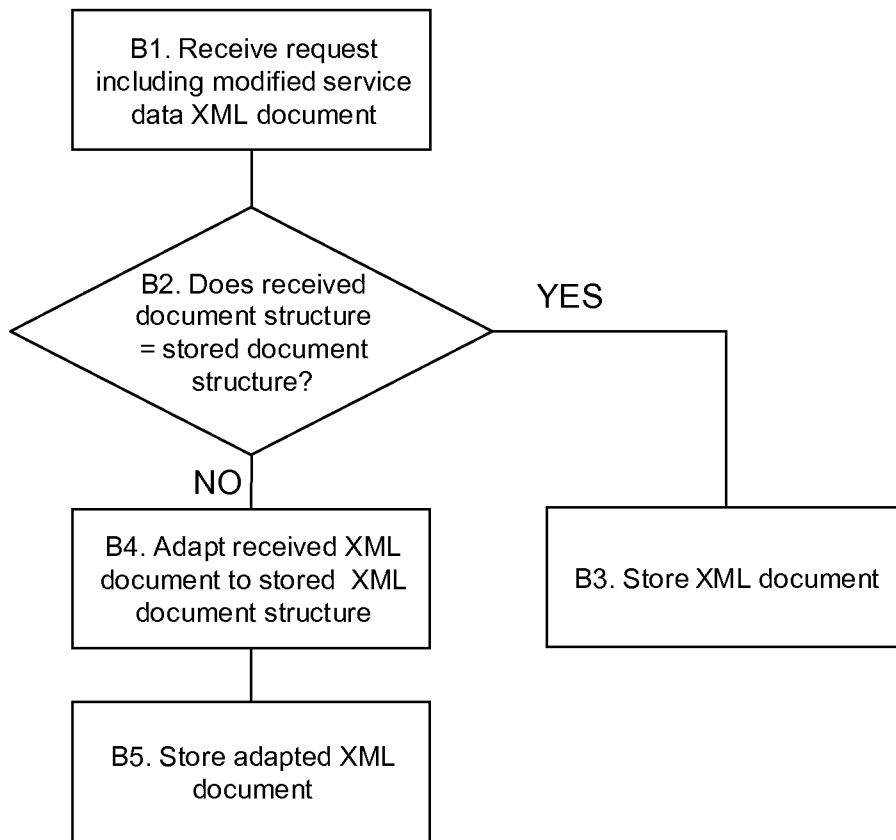 B1. Receive request
including modified service
data XML document
B2. Does received
document structure
= stored document
structure?
YES
NO
B4. Adapt received XML
document to stored XML
document structure
B3. Store XML document
B5. Store adapted XML
document